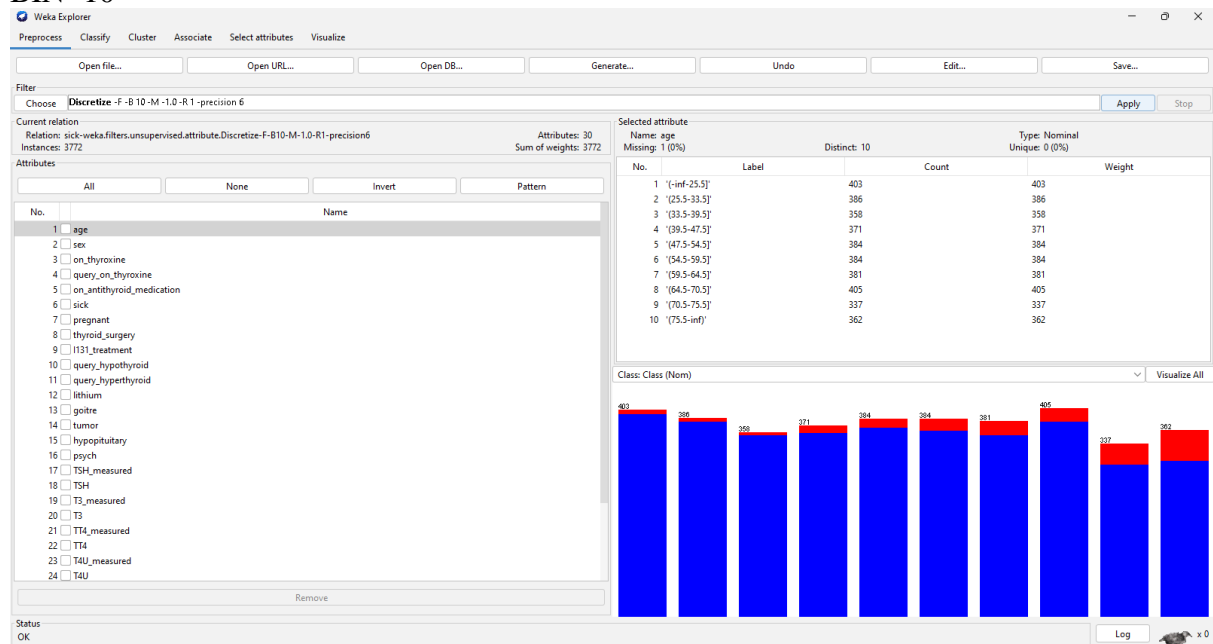 BIN=10
Weka Explorer
Preprocess Classify Cluster Associate Select attributes Visualize
Open file... Open URL... Open DB... Generate... Undo Edit... Save...
Filter
Choose Discretize -F -B 10 -M -1.0 -R 1 -precision 6 Apply Stop
Current relation
Relation: sick-weka.filters.unsupervised.attribute.Discretize-F-B10-M-1.0-R1-precision6 Attributes: 30
Instances: 3772 Sum of weights: 3772
Attributes
All None Invert Pattern
No. Name
1 age
2 sex
3 on_thyroxine
4 query_on_thyroxine
5 on_antithyroid_medication
6 sick
7 pregnant
8 thyroid_surgery
9 I131_treatment
10 query_hypothyroid
11 query_hyperthyroid
12 lithium
13 goitre
14 tumor
15 hypopituitary
16 psych
17 TSH_measured
18 TSH
19 T3_measured
20 T3
21 TT4_measured
22 TT4
23 T4U_measured
24 T4U
Remove
Selected attribute
Name: age Type: Nominal
Missing: 1 (0%) Distinct: 10 Unique: 0 (0%)
No. Label Count Weight
1 '(-inf-25.5]' 403 403
2 '(25.5-33.5]' 386 386
3 '(33.5-39.5]' 358 358
4 '(39.5-47.5]' 371 371
5 '(47.5-54.5]' 384 384
6 '(54.5-59.5]' 384 384
7 '(59.5-64.5]' 381 381
8 '(64.5-70.5]' 405 405
9 '(70.5-75.5]' 337 337
10 '(75.5-inf)' 362 362
Class: Class (Nom) Visualize All
403 386 358 371 384 384 381 405 337 362
Status
OK Log x 0